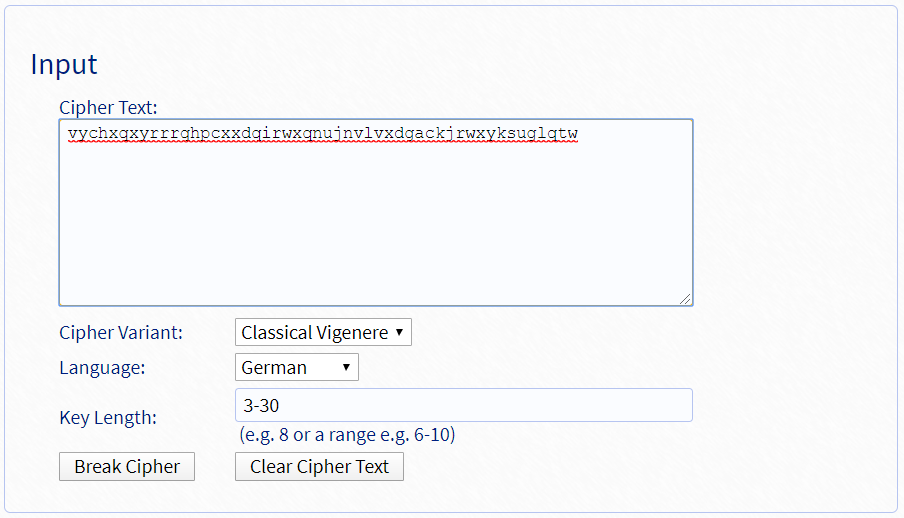 Input
Cipher Text:
vychxqxyrrrghpcxxdqirwxqnujnvlvxdgackjrwxyksuglqtw
Cipher Variant: Classical Vigenere
Language: German
Key Length: 3-30
(e.g. 8 or a range e.g. 6-10)
Break Cipher Clear Cipher Text